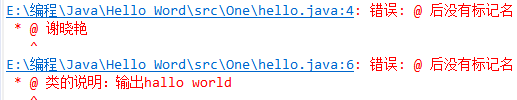 E:\编程\Java\Hello Word\src\One\hello.java:4: 错误: @ 后没有标记名
* @ 谢晓艳
^
E:\编程\Java\Hello Word\src\One\hello.java:6: 错误: @ 后没有标记名
* @ 类的说明: 输出hallo world
^